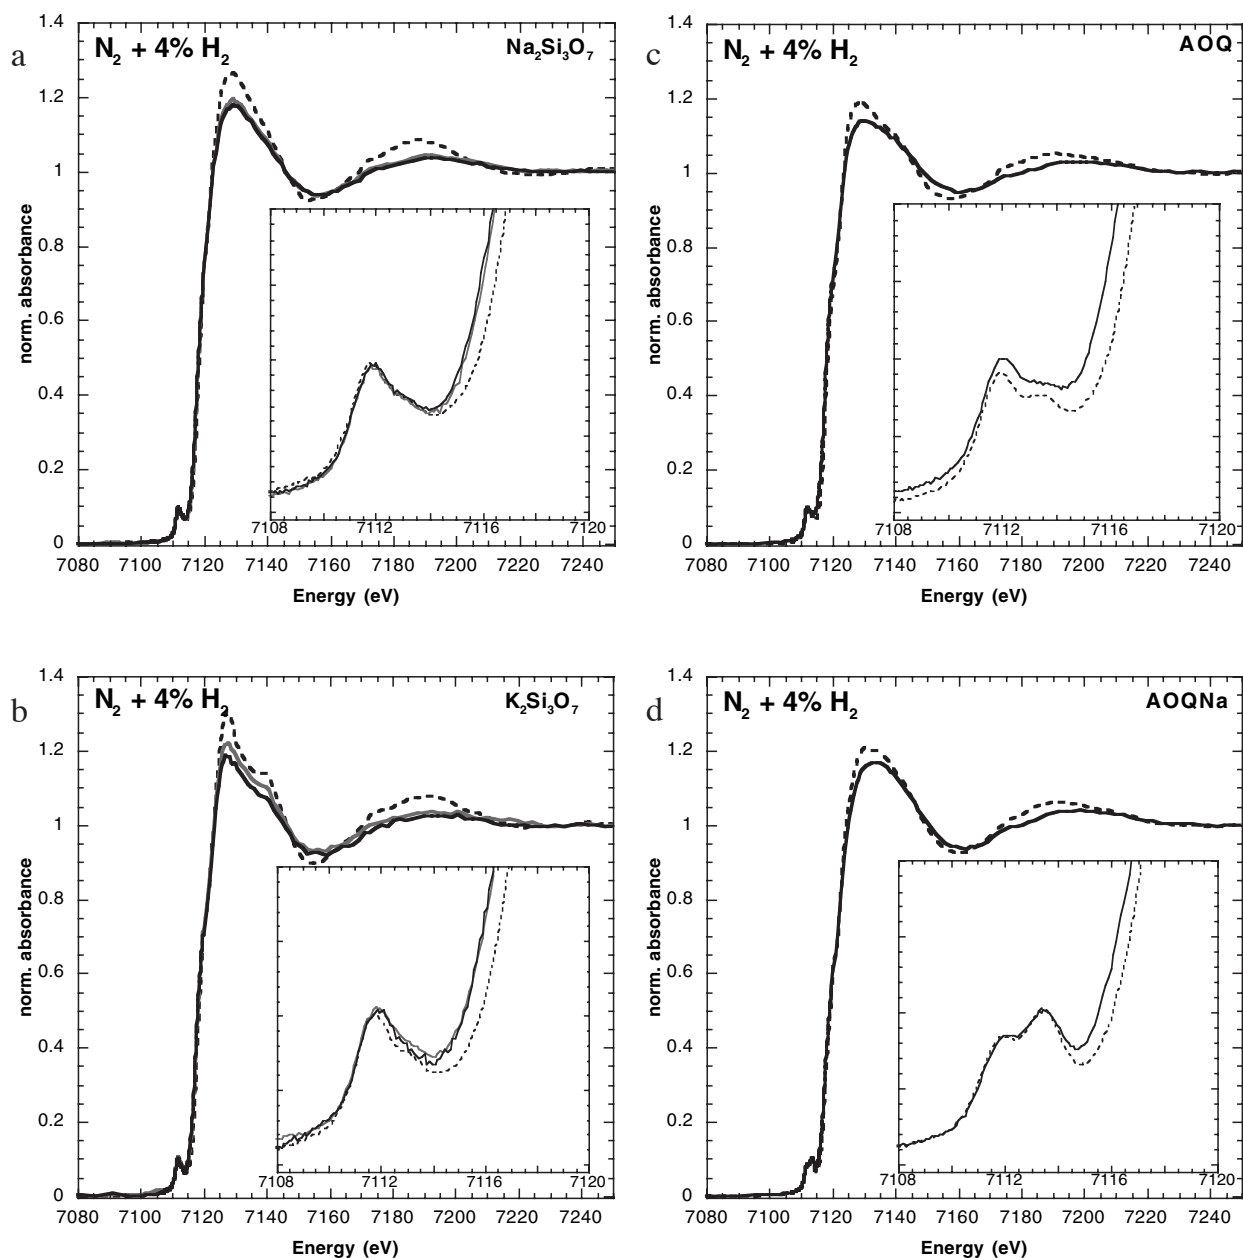 a
N₂ + 4% H₂
Na₂Si₃O₇
1.4
1.2
1
0.8
0.6
0.4
0.2
0
norm. absorbance
7108 7112 7116 7120
7080 7100 7120 7140 7160 7180 7200 7220 7240
Energy (eV)
c
N₂ + 4% H₂
AOQ
1.4
1.2
1
0.8
0.6
0.4
0.2
0
norm. absorbance
7108 7112 7116 7120
7080 7100 7120 7140 7160 7180 7200 7220 7240
Energy (eV)
b
N₂ + 4% H₂
K₂Si₃O₇
1.4
1.2
1
0.8
0.6
0.4
0.2
0
norm. absorbance
7108 7112 7116 7120
7080 7100 7120 7140 7160 7180 7200 7220 7240
Energy (eV)
d
N₂ + 4% H₂
AOQNa
1.4
1.2
1
0.8
0.6
0.4
0.2
0
norm. absorbance
7108 7112 7116 7120
7080 7100 7120 7140 7160 7180 7200 7220 7240
Energy (eV)